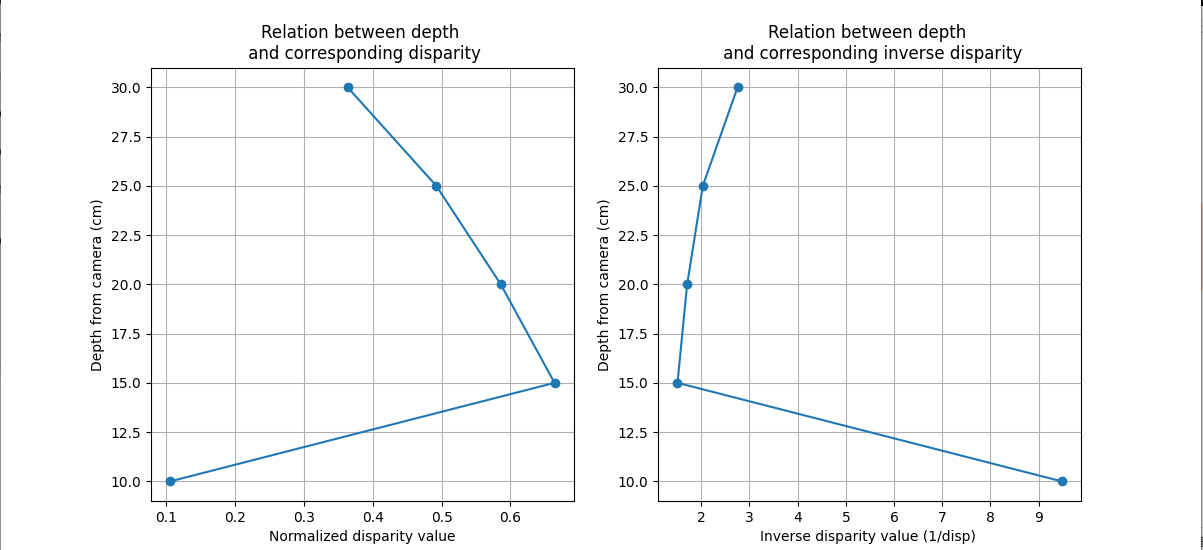 Relation between depth
and corresponding disparity
30.0
27.5
25.0
22.5
20.0
17.5
15.0
12.5
10.0
Depth from camera (cm)
0.1 0.2 0.3 0.4 0.5 0.6
Normalized disparity value
Relation between depth
and corresponding inverse disparity
30.0
27.5
25.0
22.5
20.0
17.5
15.0
12.5
10.0
Depth from camera (cm)
2 3 4 5 6 7 8 9
Inverse disparity value (1/disp)